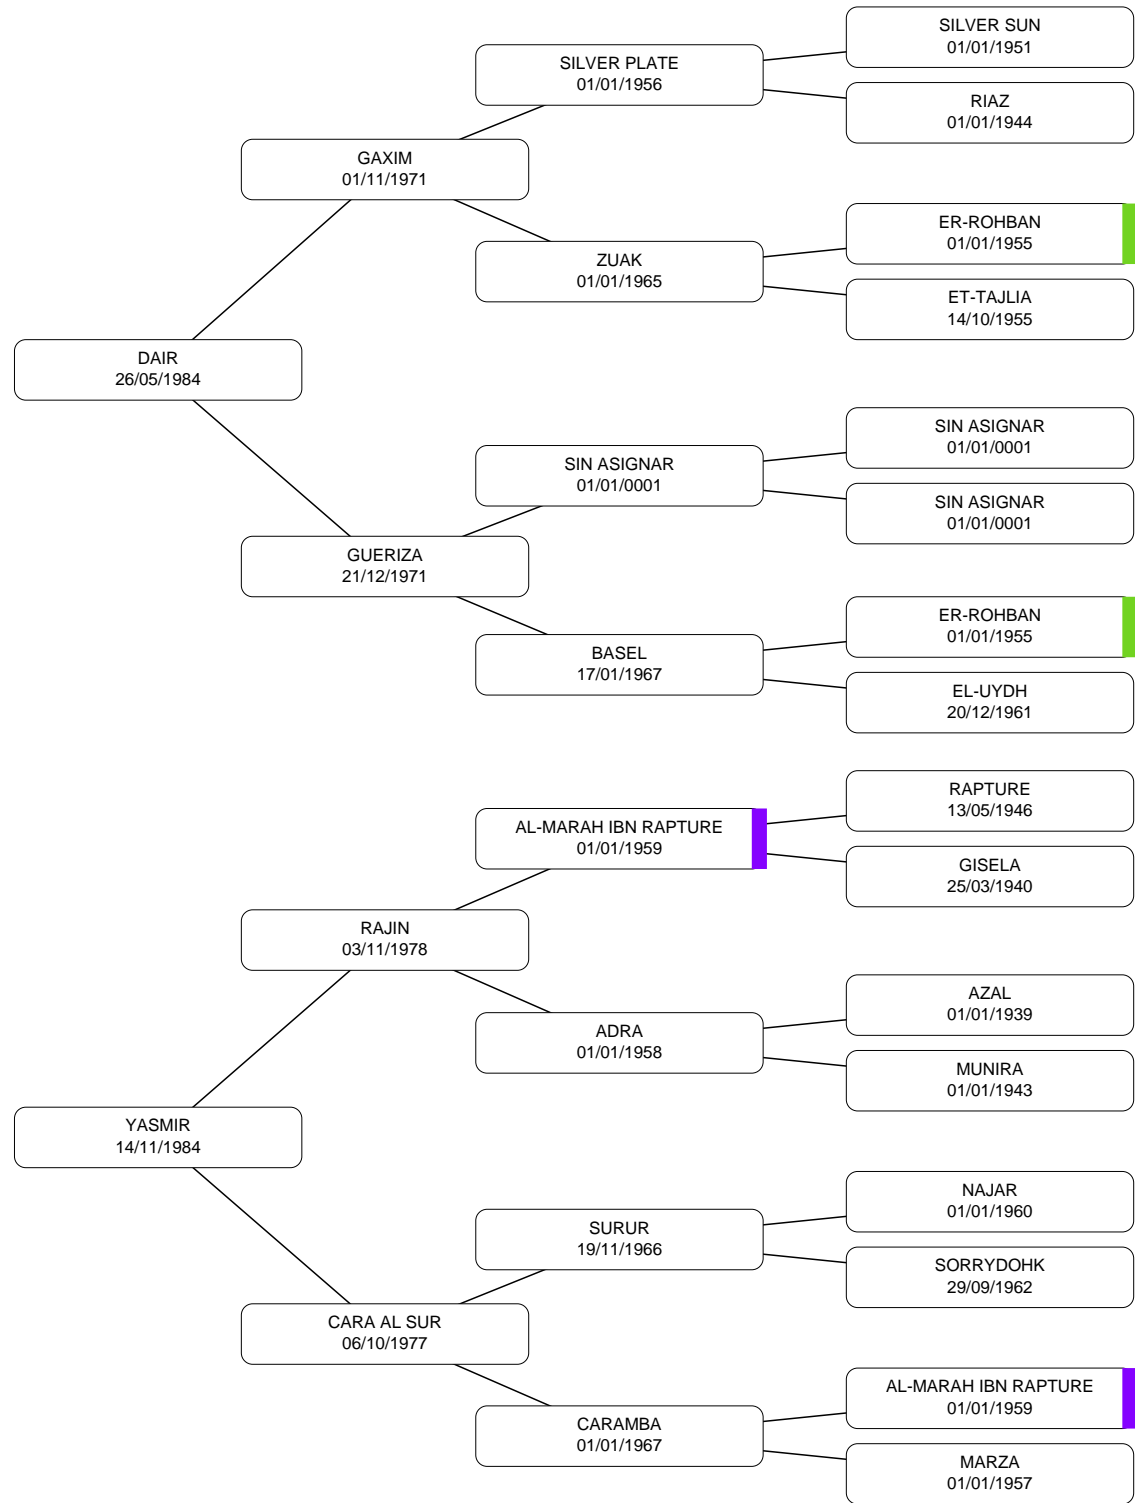 SILVER SUN
01/01/1951
SILVER PLATE
01/01/1956
RIAZ
01/01/1944
GAXIM
01/11/1971
ER-ROHBAN
01/01/1955
ZUAK
01/01/1965
ET-TAJLIA
14/10/1955
DAIR
26/05/1984
SIN ASIGNAR
01/01/0001
SIN ASIGNAR
01/01/0001
SIN ASIGNAR
01/01/0001
GUERIZA
21/12/1971
ER-ROHBAN
01/01/1955
BASEL
17/01/1967
EL-UYDH
20/12/1961
RAPTURE
13/05/1946
AL-MARAH IBN RAPTURE
01/01/1959
GISELA
25/03/1940
RAJIN
03/11/1978
AZAL
01/01/1939
ADRA
01/01/1958
MUNIRA
01/01/1943
YASMIR
14/11/1984
NAJAR
01/01/1960
SURUR
19/11/1966
SORRYDOHK
29/09/1962
CARA AL SUR
06/10/1977
AL-MARAH IBN RAPTURE
01/01/1959
CARAMBA
01/01/1967
MARZA
01/01/1957